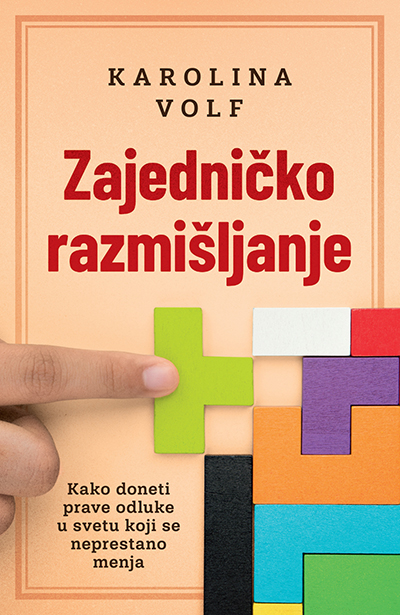 KAROLINA
VOLF
Zajedničko
razmišljanje
Kako doneti
prave odluke
u svetu koji se
neprestano
menja